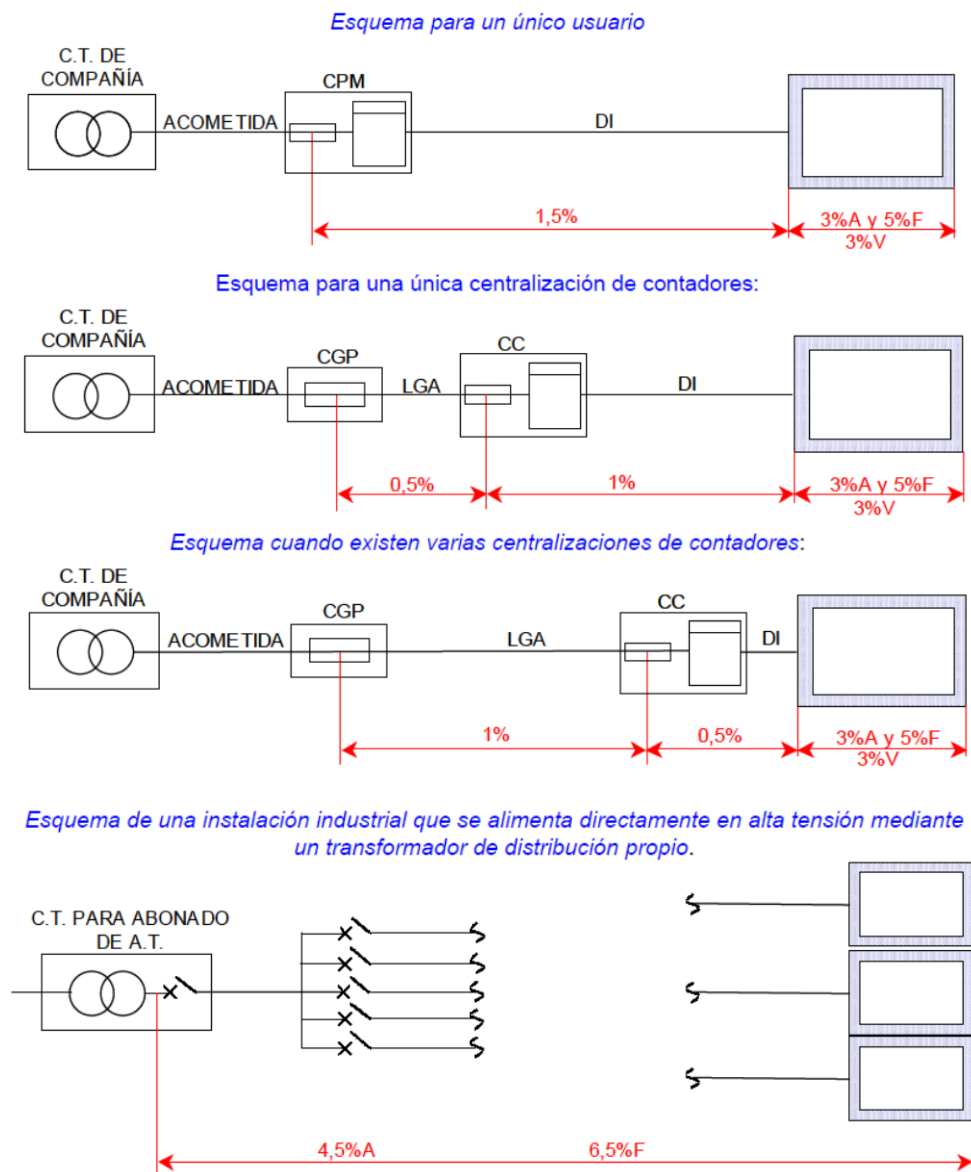 Esquema para un único usuario
C.T. DE
COMPAÑÍA
ACOMETIDA
CPM
DI
1,5%
3%A y 5%F
3%V
Esquema para una única centralización de contadores:
C.T. DE
COMPAÑÍA
ACOMETIDA
CGP
LGA
CC
DI
0,5%
1%
3%A y 5%F
3%V
Esquema cuando existen varias centralizaciones de contadores:
C.T. DE
COMPAÑÍA
ACOMETIDA
CGP
LGA
CC
DI
1%
0,5%
3%A y 5%F
3%V
Esquema de una instalación industrial que se alimenta directamente en alta tensión mediante
un transformador de distribución propio.
C.T. PARA ABONADO
DE A.T.
4,5%A
6,5%F